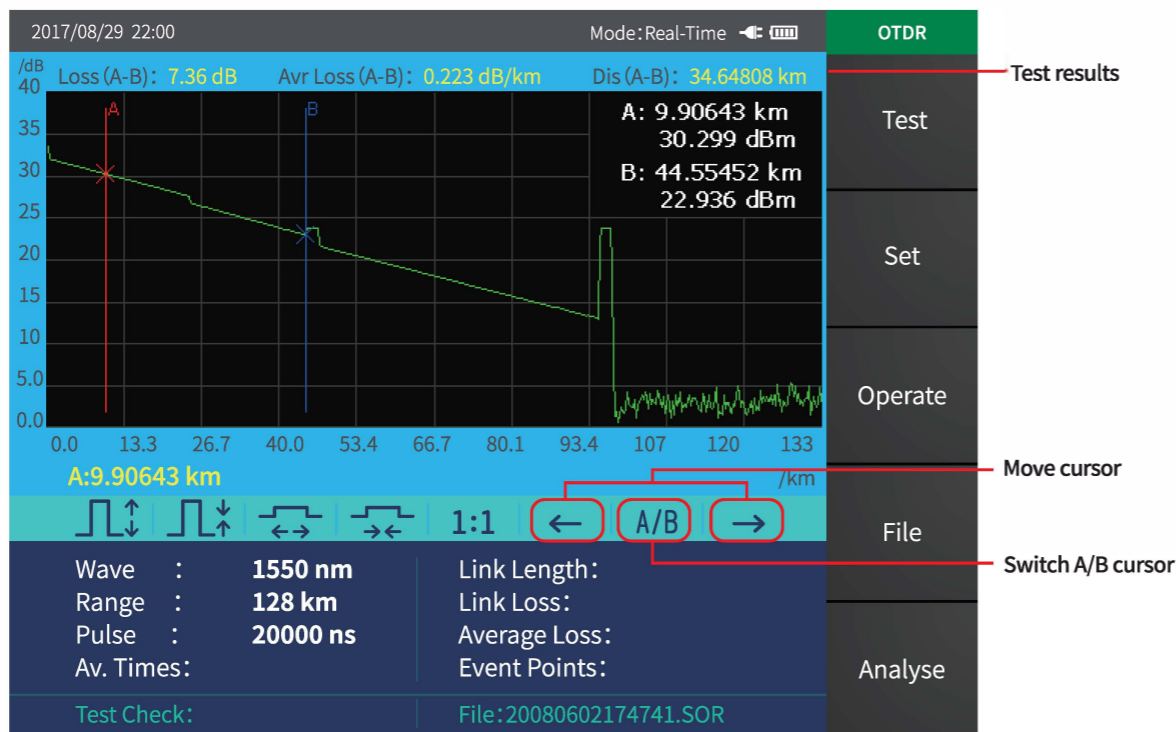 2017/08/29 22:00
Mode:Real-Time
OTDR
/dB
Loss(A-B): 7.36 dB
Avr Loss(A-B): 0.223 dB/km
Dis(A-B): 34.64808 km
Test results
40
35
30
25
20
15
10
5.0
0.0
A
B
A: 9.90643 km
30.299 dBm
B: 44.55452 km
22.936 dBm
0.0 13.3 26.7 40.0 53.4 66.7 80.1 93.4 107 120 133
A:9.90643 km
/km
1:1
←
A/B
→
Move cursor
Switch A/B cursor
Test
Set
Operate
File
Analyse
Wave : 1550 nm
Range : 128 km
Pulse : 20000 ns
Av. Times:
Link Length:
Link Loss:
Average Loss:
Event Points:
Test Check:
File:20080602174741.SOR